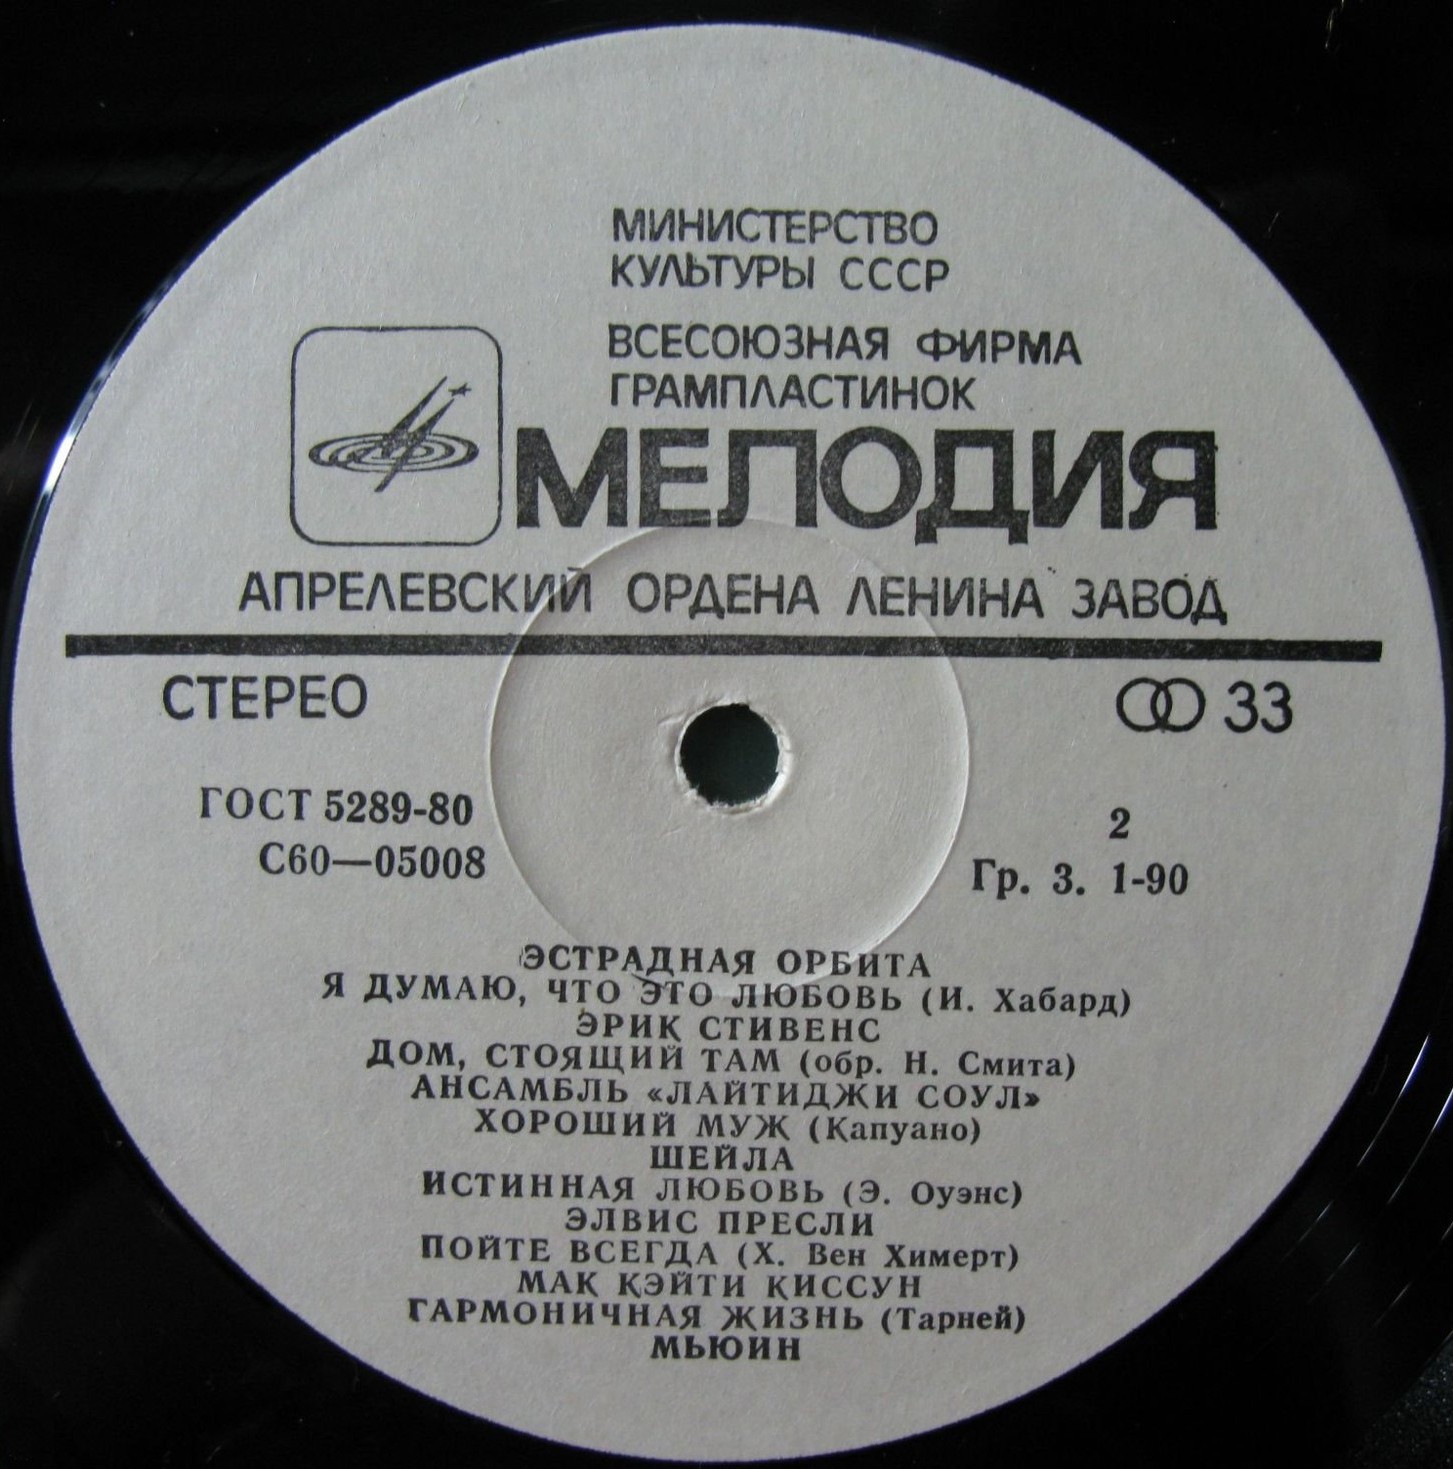 МИНИСТЕРСТВО
КУЛЬТУРЫ СССР
ВСЕСОЮЗНАЯ ФИРМА
ГРАМПЛАСТИНОК
МЕЛОДИЯ
АПРЕЛЕВСКИЙ ОРДЕНА ЛЕНИНА ЗАВОД
СТЕРЕО
33
ГОСТ 5289-80
2
С60—05008
Гр. 3. 1-90
ЭСТРАДНАЯ ОРБИТА
Я ДУМАЮ, ЧТО ЭТО ЛЮБОВЬ (И. Хабард)
ЭРИК СТИВЕНС
ДОМ, СТОЯЩИЙ ТАМ (обр. Н. Смита)
АНСАМБЛЬ «ЛАЙТИДЖИ СОУЛ»
ХОРОШИЙ МУЖ (Капуано)
ШЕЙЛА
ИСТИННАЯ ЛЮБОВЬ (Э. Оуэнс)
ЭЛВИС ПРЕСЛИ
ПОЙТЕ ВСЕГДА (Х. Вен Химерт)
МАК КЭЙТИ КИССУН
ГАРМОНИЧНАЯ ЖИЗНЬ (Тарней)
МЬЮИН